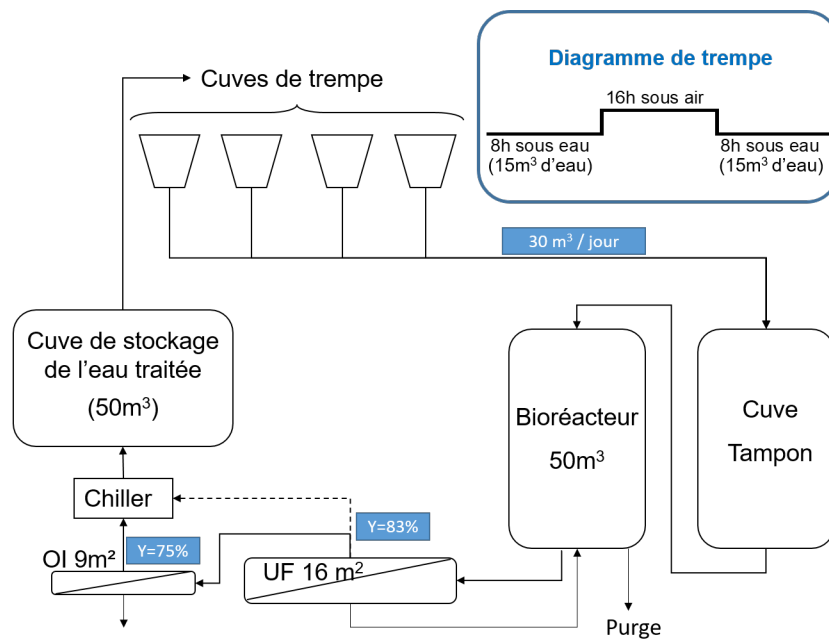 Diagramme de trempe
16h sous air
8h sous eau
(15m³ d'eau)
8h sous eau
(15m³ d'eau)
Cuves de trempe
30 m³ / jour
Cuve de stockage
de l'eau traitée
(50m³)
Bioréacteur
50m³
Cuve
Tampon
Chiller
Y=83%
Y=75%
OI 9m²
UF 16 m²
Purge